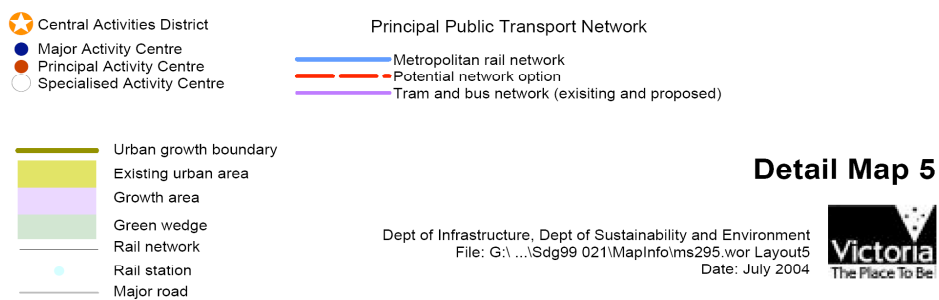 Central Activities District
Major Activity Centre
Principal Activity Centre
Specialised Activity Centre
Principal Public Transport Network
Metropolitan rail network
Potential network option
Tram and bus network (exisiting and proposed)
Urban growth boundary
Existing urban area
Growth area
Green wedge
Rail network
Rail station
Major road
Detail Map 5
Dept of Infrastructure, Dept of Sustainability and Environment
File: G:\ ...\Sdg99 021\MapInfo\ms295.wor Layout5
Date: July 2004
Victoria
The Place To Be